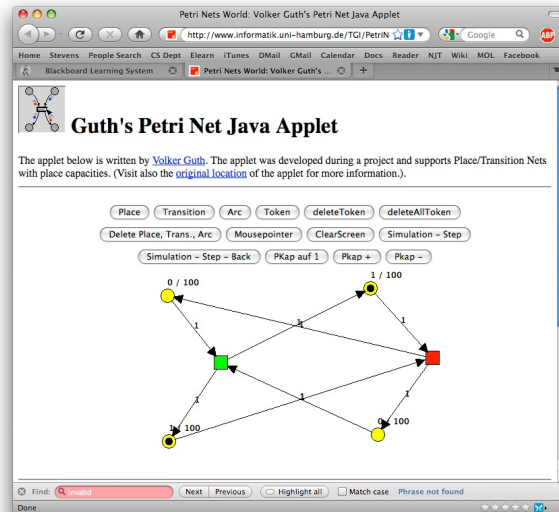 Petri Nets World: Volker Guth's Petri Net Java Applet
http://www.informatik.uni-hamburg.de/TGI/PetriN
Google
ABP
Home Stevens People Search CS Dept Elearn iTunes DMail GMail Calendar Docs Reader NJT Wiki MOL Facebook
Blackboard Learning System
Petri Nets World: Volker Guth's ...
Guth's Petri Net Java Applet
The applet below is written by Volker Guth. The applet was developed during a project and supports Place/Transition Nets
with place capacities. (Visit also the original location of the applet for more information.).
Place Transition Arc Token deleteToken deleteAllToken
Delete Place, Trans., Arc Mousepointer ClearScreen Simulation - Step
Simulation - Step - Back PKap auf 1 Pkap + Pkap -
0 / 100 1 / 100
1 1 1 1
1 1 1
1 / 100 0 / 100
Find: invalid Next Previous Highlight all Match case Phrase not found
Done